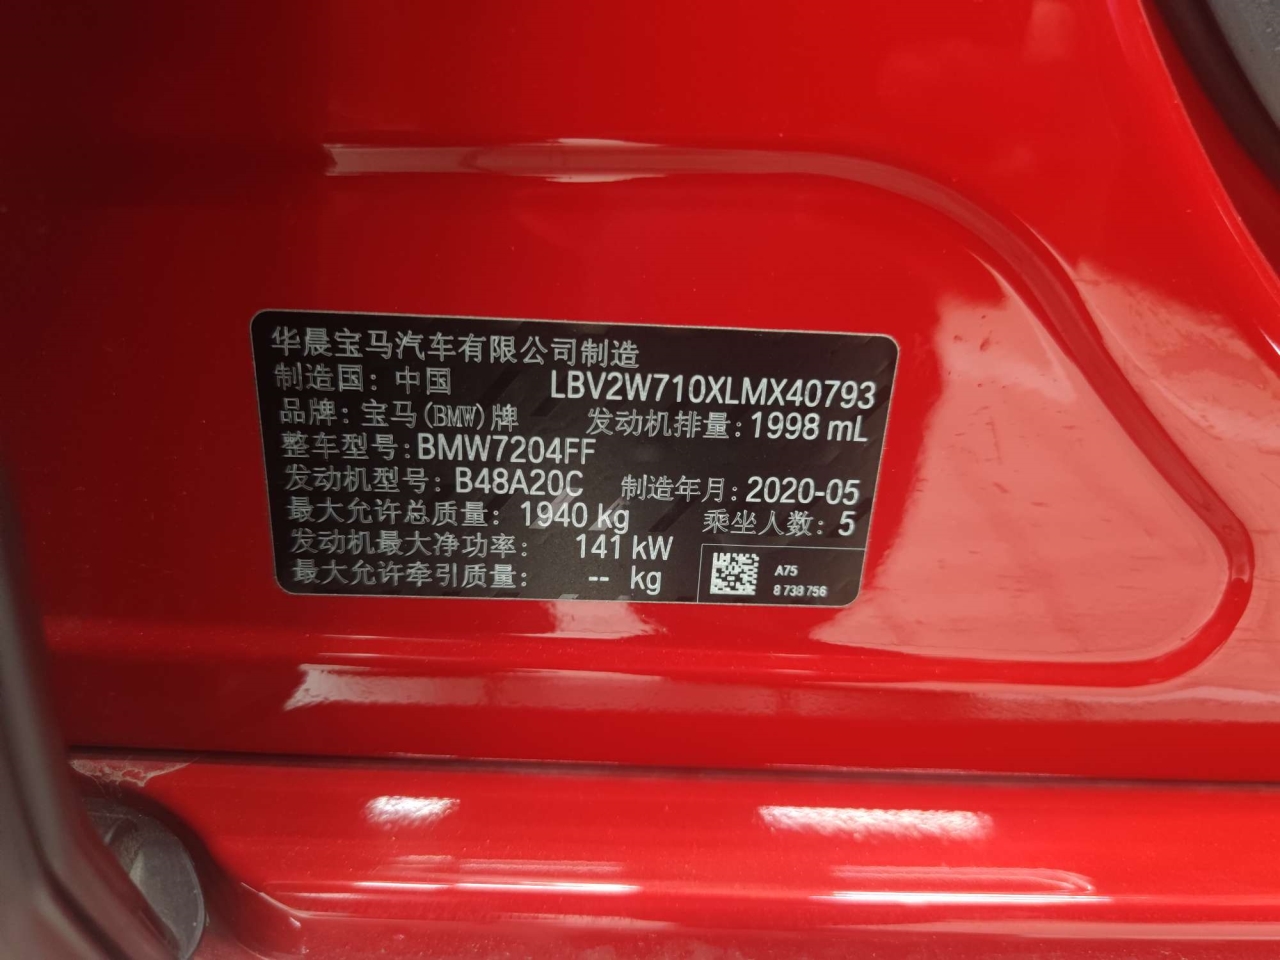 华晨宝马汽车有限公司制造
制造国：中国 LBV2W710XLMX40793
品牌：宝马(BMW)牌 发动机排量：1998 mL
整车型号：BMW7204FF
发动机型号：B48A20C 制造年月：2020-05
最大允许总质量：1940 kg 乘坐人数：5
发动机最大净功率：141 kW
最大允许牵引质量：-- kg
A75
8 738 756